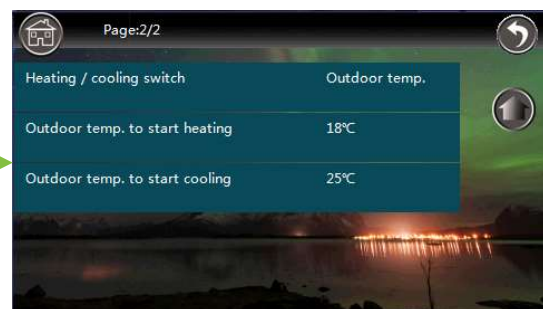 Page:2/2
Heating / cooling switch Outdoor temp.
Outdoor temp. to start heating 18℃
Outdoor temp. to start cooling 25℃